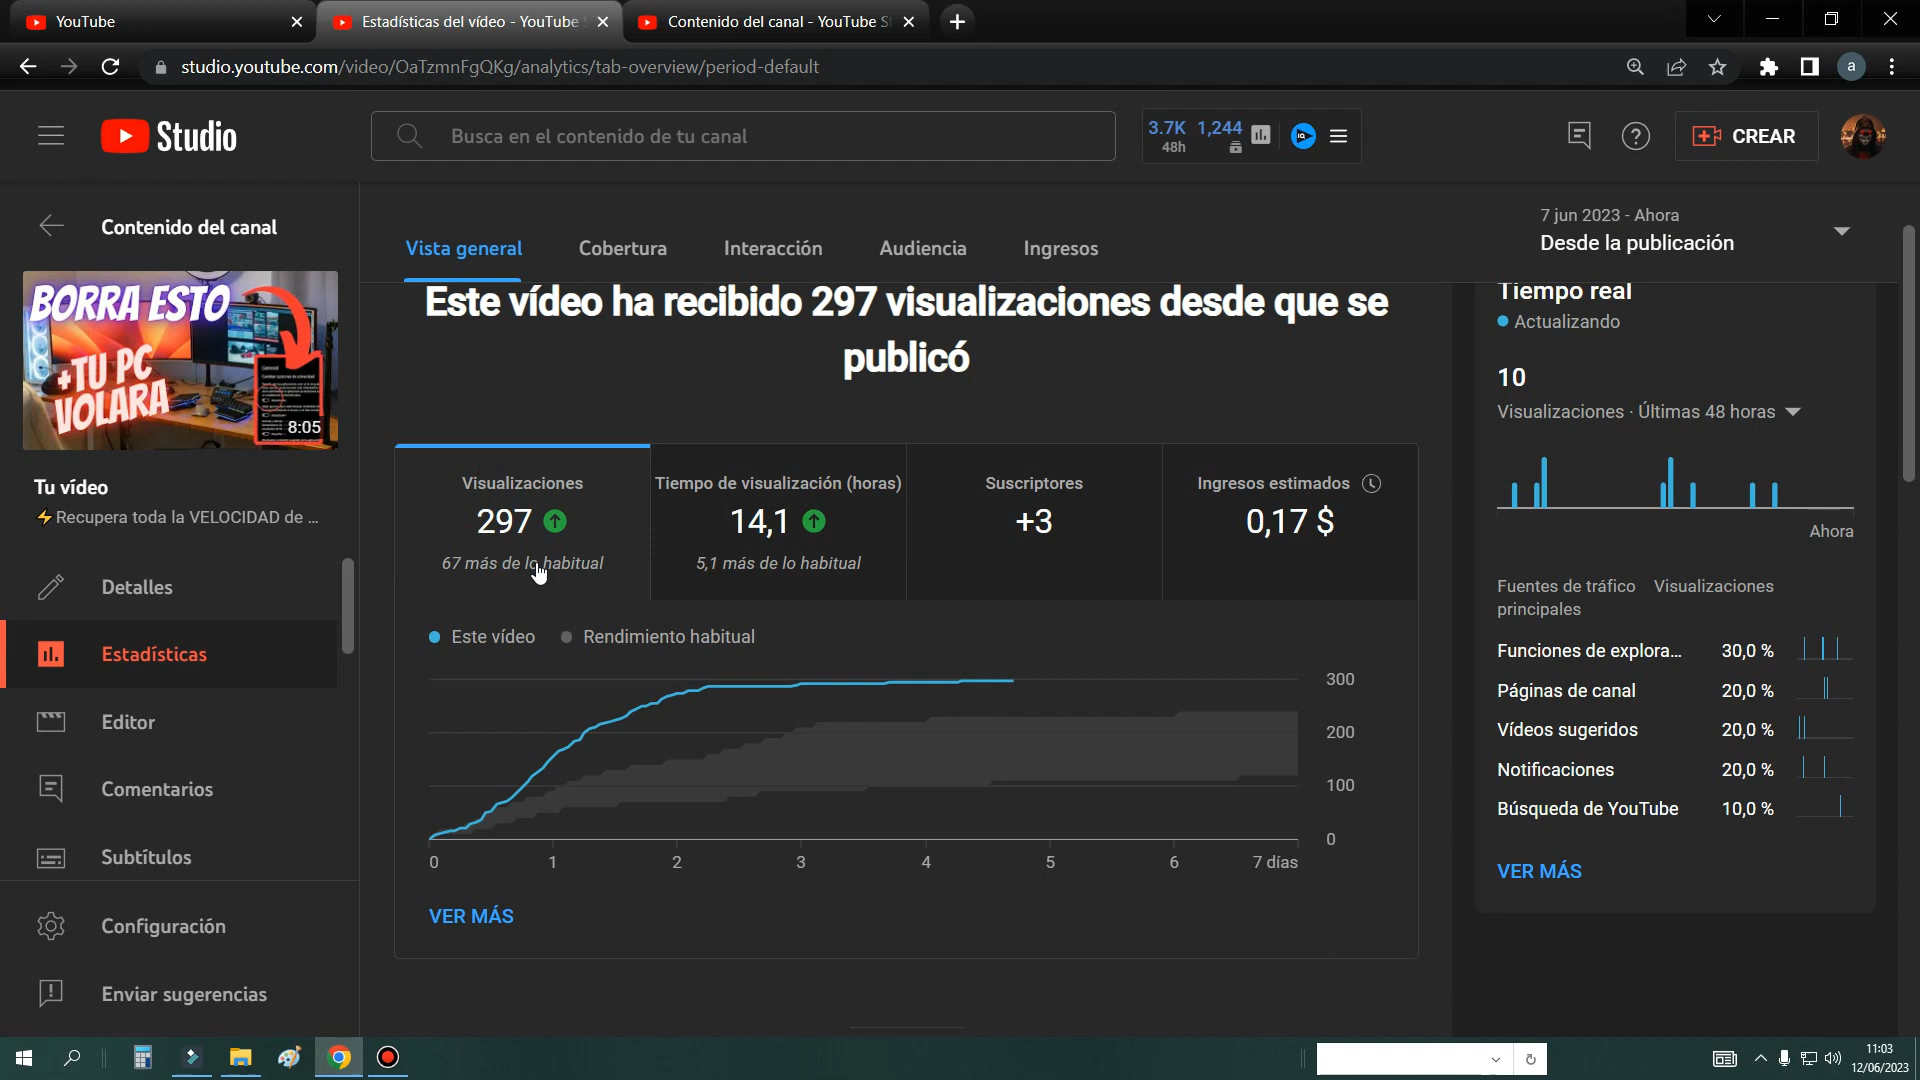 YouTube
Estadísticas del vídeo - YouTube S
Contenido del canal - YouTube St
studio.youtube.com/video/OaTzmnFgQKg/analytics/tab-overview/period-default
a
Studio
Busca en el contenido de tu canal
3.7K 1,244
48h
IQ
CREAR
Contenido del canal
BORRA ESTO
+TU PC
VOLARA
8:05
Tu vídeo
⚡Recupera toda la VELOCIDAD de ...
Detalles
Estadísticas
Editor
Comentarios
Subtítulos
Configuración
Enviar sugerencias
Vista general
Cobertura
Interacción
Audiencia
Ingresos
7 jun 2023 - Ahora
Desde la publicación
Este vídeo ha recibido 297 visualizaciones desde que se
publicó
Visualizaciones
297
67 más de lo habitual
Tiempo de visualización (horas)
14,1
5,1 más de lo habitual
Suscriptores
+3
Ingresos estimados
0,17 $
Este vídeo
Rendimiento habitual
300
200
100
0
0 1 2 3 4 5 6 7 días
VER MÁS
Tiempo real
Actualizando
10
Visualizaciones · Últimas 48 horas
Ahora
Fuentes de tráfico Visualizaciones
principales
Funciones de explora... 30,0 %
Páginas de canal 20,0 %
Vídeos sugeridos 20,0 %
Notificaciones 20,0 %
Búsqueda de YouTube 10,0 %
VER MÁS
11:03
12/06/2023